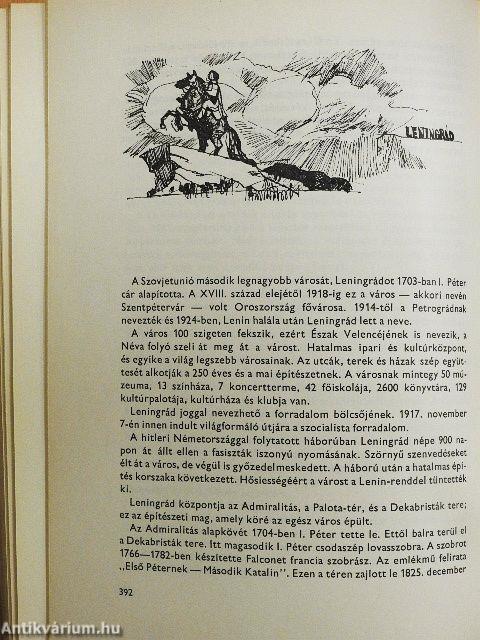 LENINGRÁD
A Szovjetunió második legnagyobb városát, Leningrádot 1703-ban I. Péter
cár alapította. A XVIII. század elejétől 1918-ig ez a város — akkori nevén
Szentpétervár — volt Oroszország fővárosa. 1914-től a Petrográdnak
nevezték és 1924-ben, Lenin halála után Leningrád lett a neve.
A város 100 szigeten fekszik, ezért Észak Velencéjének is nevezik, a
Néva folyó szeli át meg át a várost. Hatalmas ipari és kultúrközpont,
és egyike a világ legszebb városainak. Az utcák, terek és házak szép együt-
tesét alkotják a 250 éves és a mai építészetnek. A városnak mintegy 50 mú-
zeuma, 13 színháza, 7 koncertterme, 42 főiskolája, 2600 könyvtára, 129
kultúrpalotája, kultúrháza és klubja van.
Leningrád joggal nevezhető a forradalom bölcsőjének. 1917. november
7-én innen indult világformáló útjára a szocialista forradalom.
A hitleri Németországgal folytatott háborúban Leningrád népe 900 na-
pon át állt ellen a fasiszták iszonyú nyomásának. Szörnyű szenvedéseket
élt át a város, de végül is győzedelmeskedett. A háború után a hatalmas épí-
tés korszaka következett. Hősiességéért a várost a Lenin-renddel tüntették
ki.
Leningrád központja az Admiralitás, a Palota-tér, és a Dekabristák tere;
ez az építészeti mag, amely köré az egész város épült.
Az Admiralitás alapkövét 1704-ben I. Péter tette le. Ettől balra terül el
a Dekabristák tere. Itt magasodik I. Péter csodaszép lovasszobra. A szobrot
1766—1782-ben készítette Falconet francia szobrász. Az emlékmű felirata
„Első Péternek — Második Katalin”. Ezen a téren zajlott le 1825. december
392
Antikvárium.hu